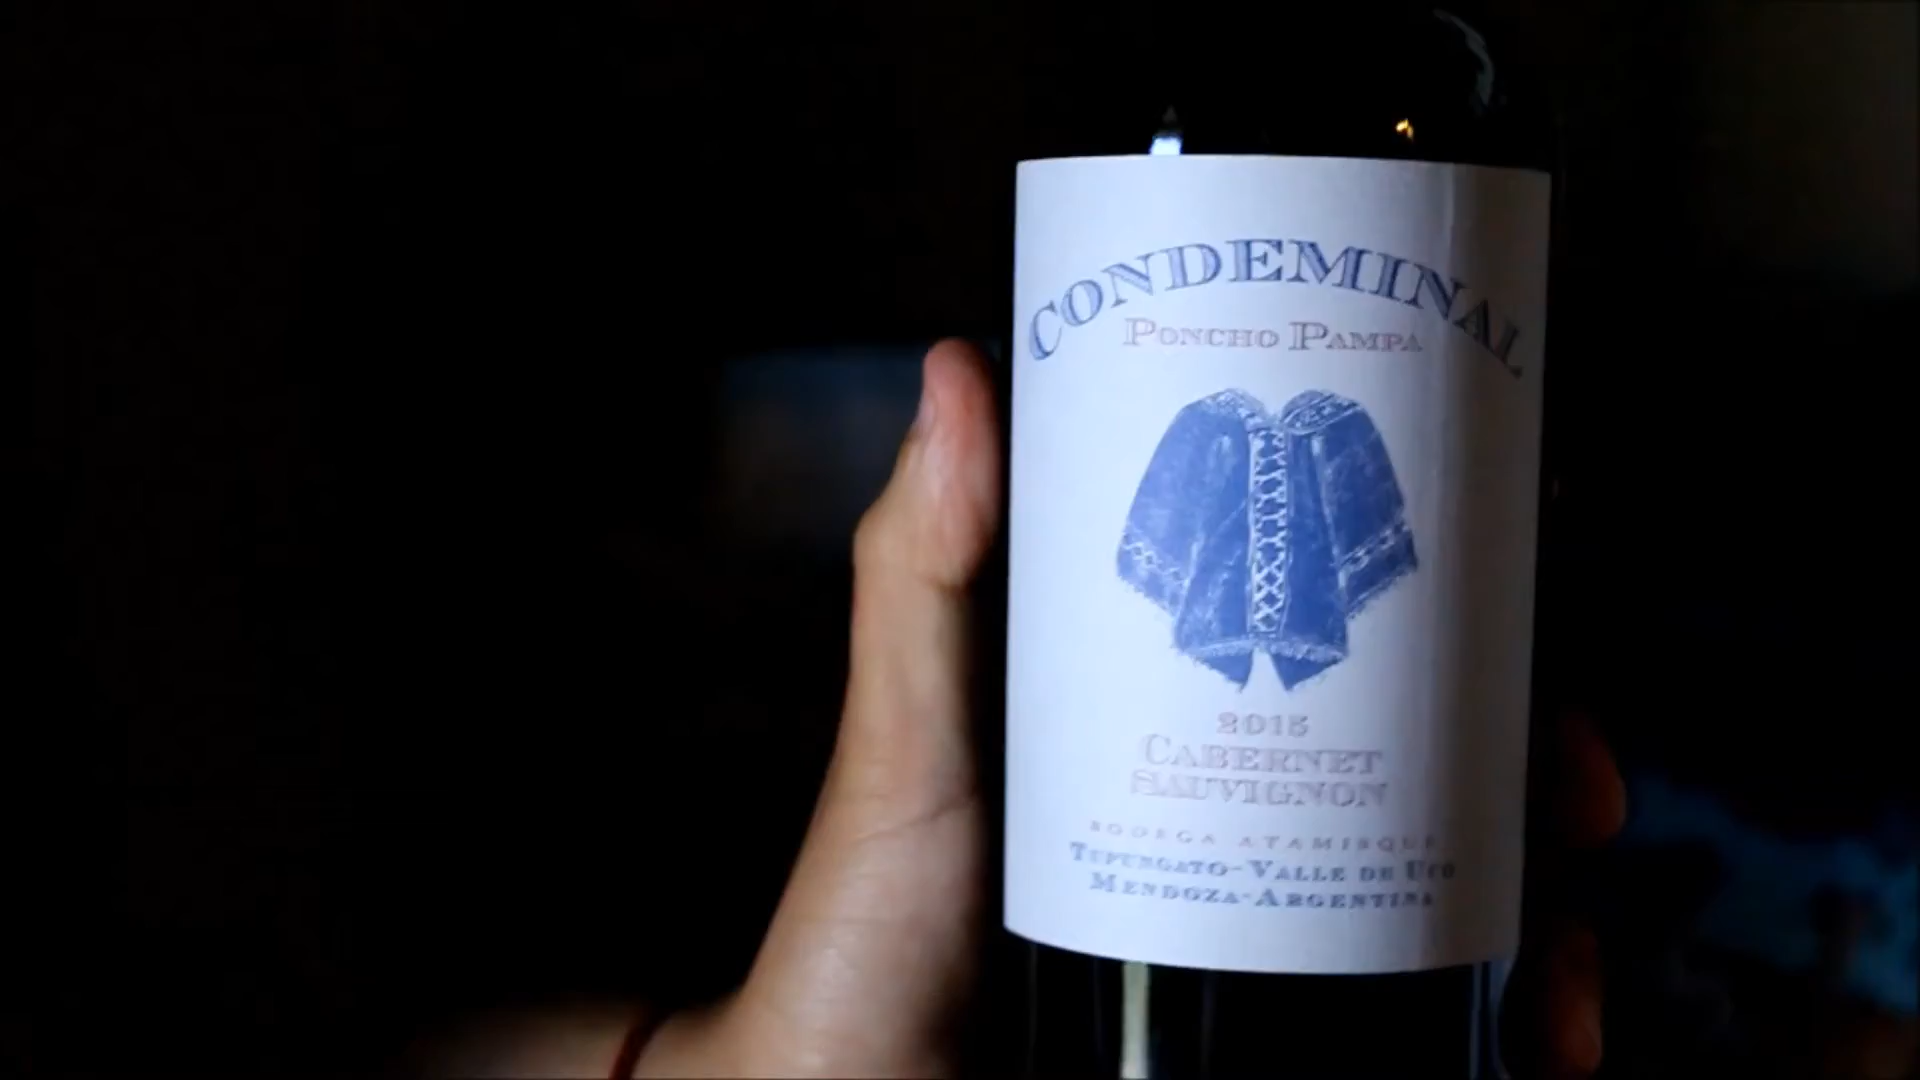 CONDEMINAL
PONCHO PAMPA
2015
CABERNET
SAUVIGNON
BODEGA ATAMISQUE
TUPUNGATO-VALLE DE UCO
MENDOZA-ARGENTINA